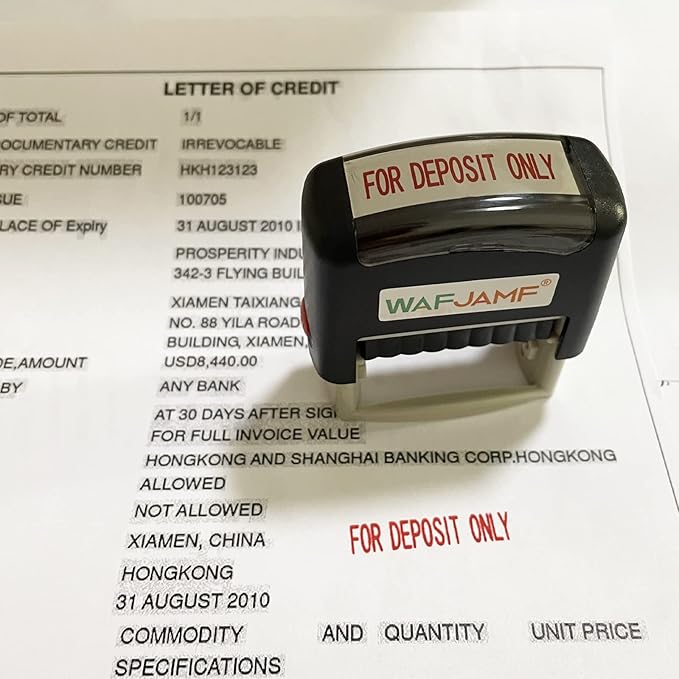 LETTER OF CREDIT
OF TOTAL 1/1
DOCUMENTARY CREDIT IRREVOCABLE
RY CREDIT NUMBER HKH123123
SUE 100705
LACE OF Expiry 31 AUGUST 2010
PROSPERITY INDU
342-3 FLYING BUIL
XIAMEN TAIXIANG
NO. 88 YILA ROAD
BUILDING, XIAMEN,
DE,AMOUNT USD8,440.00
BY ANY BANK
AT 30 DAYS AFTER SIG
FOR FULL INVOICE VALUE
HONGKONG AND SHANGHAI BANKING CORP.HONGKONG
ALLOWED
NOT ALLOWED
XIAMEN, CHINA
HONGKONG
31 AUGUST 2010
COMMODITY AND QUANTITY UNIT PRICE
SPECIFICATIONS
FOR DEPOSIT ONLY
WAFJAMF®
FOR DEPOSIT ONLY